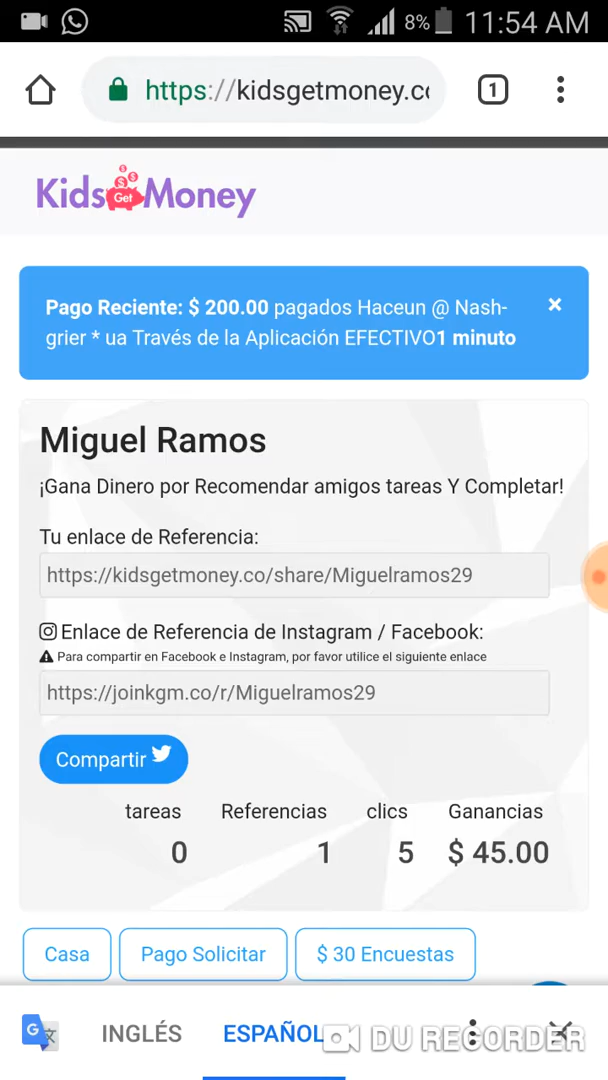 8% 11:54 AM
https://kidsgetmoney.c
1
Kids Get Money
Pago Reciente: $ 200.00 pagados Haceun @ Nash-
grier * ua Través de la Aplicación EFECTIVO1 minuto
×
Miguel Ramos
¡Gana Dinero por Recomendar amigos tareas Y Completar!
Tu enlace de Referencia:
https://kidsgetmoney.co/share/Miguelramos29
Enlace de Referencia de Instagram / Facebook:
Para compartir en Facebook e Instagram, por favor utilice el siguiente enlace
https://joinkgm.co/r/Miguelramos29
Compartir
tareas Referencias clics Ganancias
0 1 5 $ 45.00
Casa Pago Solicitar $ 30 Encuestas
INGLÉS ESPAÑOL
DU RECORDER